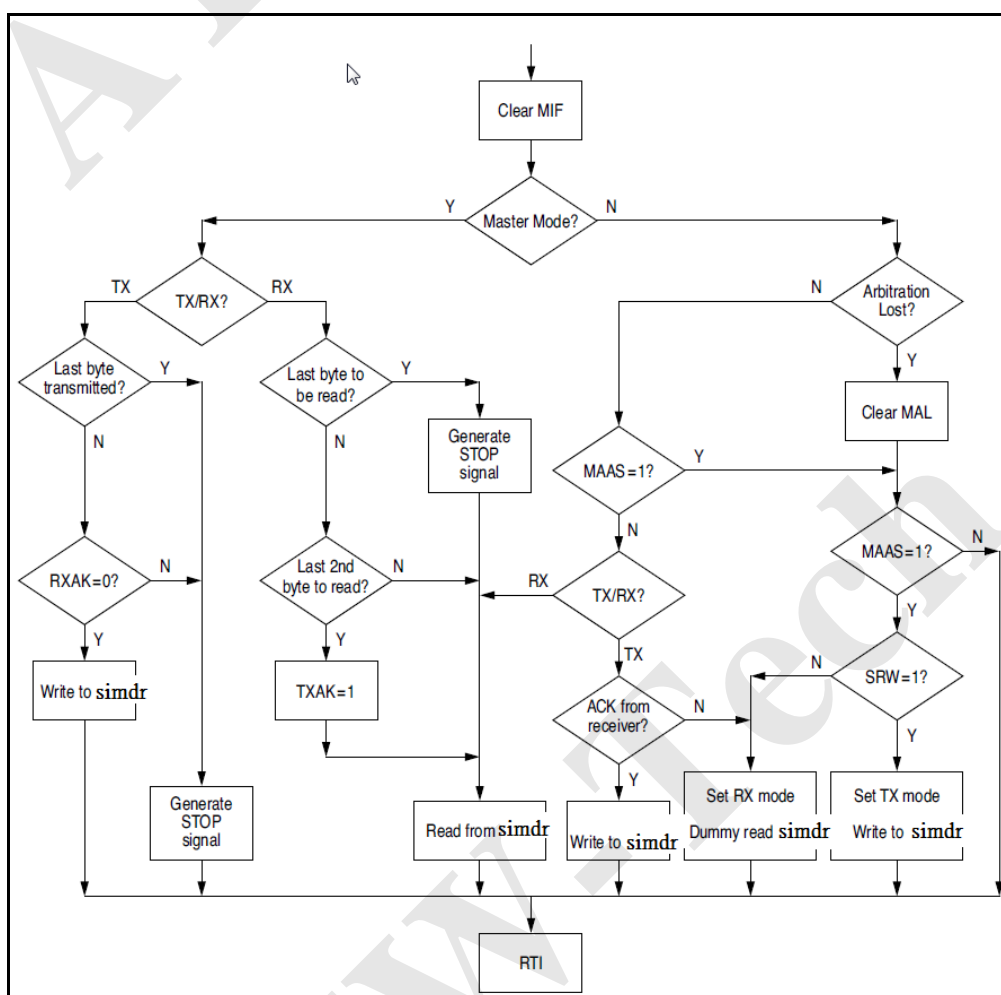 Clear MIF
Y
Master Mode?
N
TX
TX/RX?
RX
N
Arbitration
Lost?
Last byte
transmitted?
Y
Last byte to
be read?
Y
Y
Clear MAL
N
N
Generate
STOP
signal
MAAS=1?
Y
N
MAAS=1?
N
RXAK=0?
N
Last 2nd
byte to read?
N
RX
TX/RX?
Y
Y
Y
TX
N
SRW=1?
Write to simdr
TXAK=1
ACK from
receiver?
N
Y
Y
Generate
STOP
signal
Read from simdr
Write to simdr
Set RX mode
Dummy read simdr
Set TX mode
Write to simdr
RTI
W-Tech